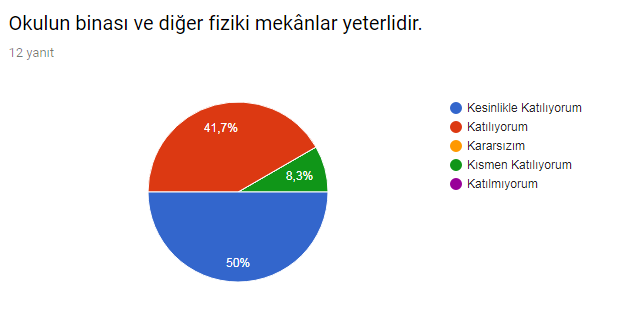 Okulun binası ve diğer fiziki mekânlar yeterlidir.
12 yanıt
Kesinlikle Katılıyorum
Katılıyorum
Kararsızım
Kısmen Katılıyorum
Katılmıyorum
41,7%
8,3%
50%